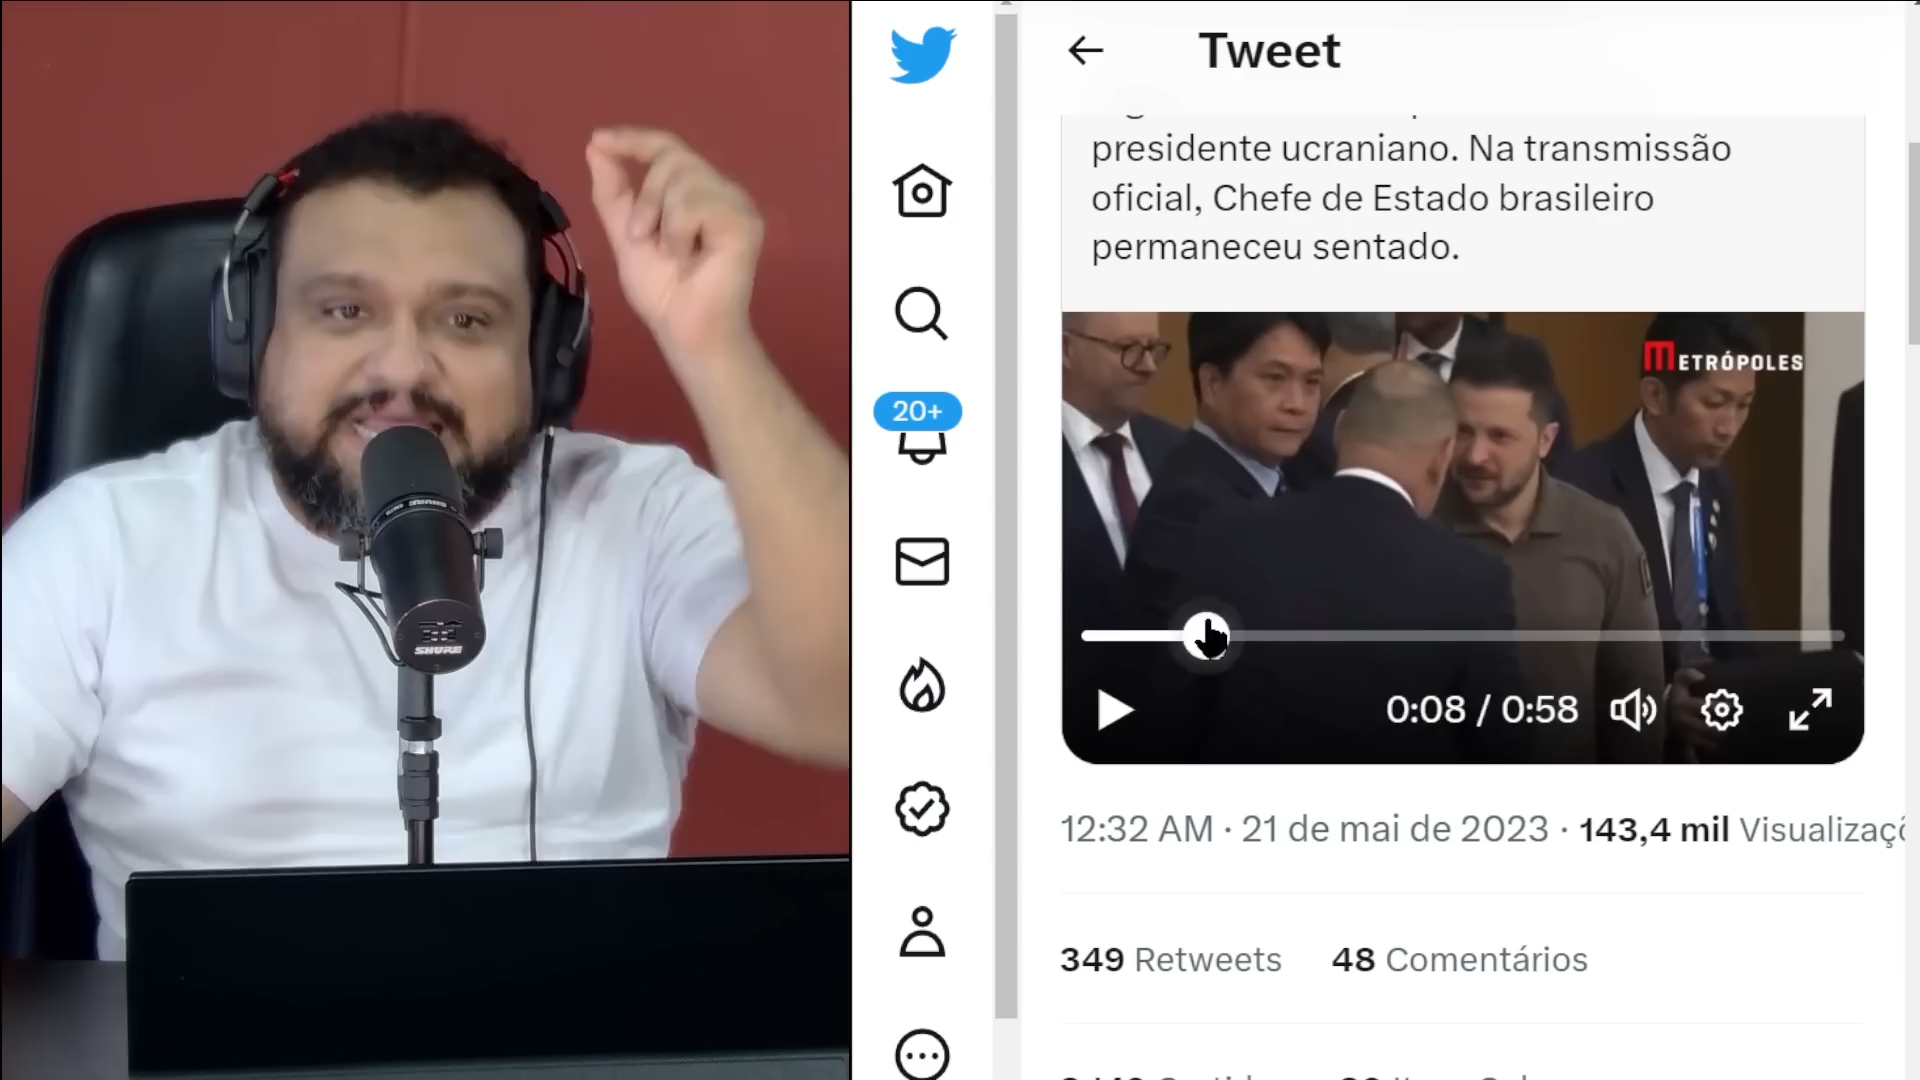 Tweet
presidente ucraniano. Na transmissão
oficial, Chefe de Estado brasileiro
permaneceu sentado.
METRÓPOLES
20+
0:08 / 0:58
SHURE
12:32 AM · 21 de mai de 2023 · 143,4 mil
349 Retweets 48 Comentários